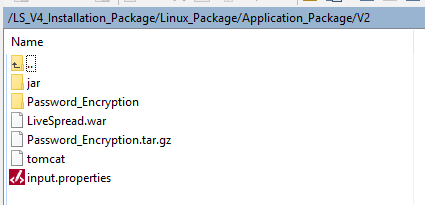 /LS_V4_Installation_Package/Linux_Package/Application_Package/V2
Name
..
jar
Password_Encryption
LiveSpread.war
Password_Encryption.tar.gz
tomcat
input.properties